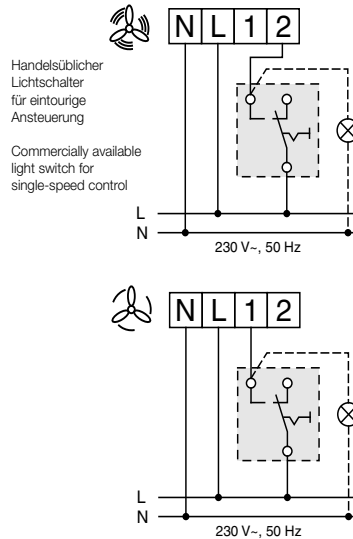 N L 1 2
Handelsüblicher
Lichtschalter
für eintourige
Ansteuerung
Commercially available
light switch for
single-speed control
L
N
230 V~, 50 Hz
N L 1 2
L
N
230 V~, 50 Hz